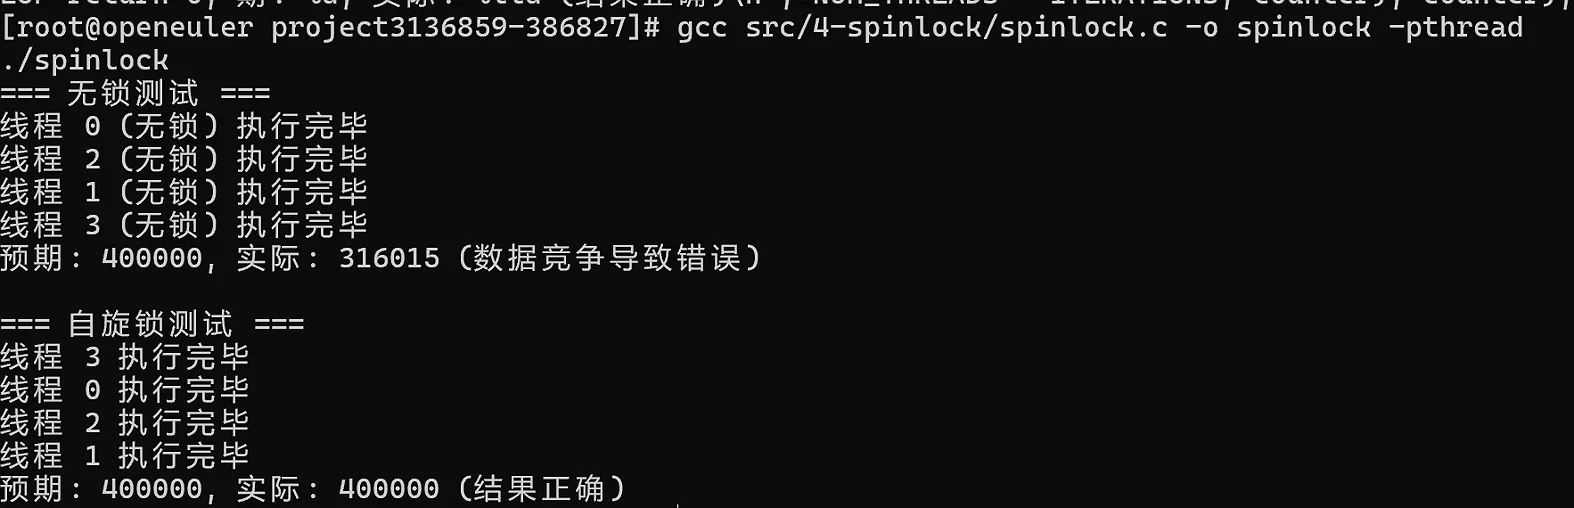 [root@openeuler project3136859-386827]# gcc src/4-spinlock/spinlock.c -o spinlock -pthread
./spinlock
=== 无锁测试 ===
线程 0 (无锁) 执行完毕
线程 2 (无锁) 执行完毕
线程 1 (无锁) 执行完毕
线程 3 (无锁) 执行完毕
预期: 400000, 实际: 316015 (数据竞争导致错误)
=== 自旋锁测试 ===
线程 3 执行完毕
线程 0 执行完毕
线程 2 执行完毕
线程 1 执行完毕
预期: 400000, 实际: 400000 (结果正确)